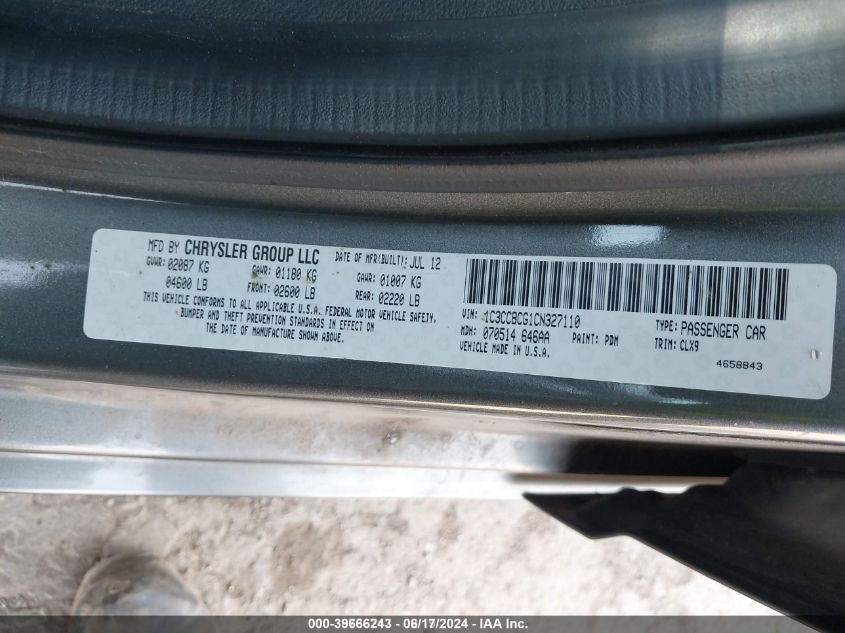 MFD BY CHRYSLER GROUP LLC DATE OF MFR(BUILT): JUL 12
GVWR: 02087 KG GAWR: 01180 KG GAWR: 01007 KG
04600 LB FRONT: 02600 LB REAR: 02220 LB
THIS VEHICLE CONFORMS TO ALL APPLICABLE U.S.A. FEDERAL MOTOR VEHICLE SAFETY,
BUMPER AND THEFT PREVENTION STANDARDS IN EFFECT ON
THE DATE OF MANUFACTURE SHOWN ABOVE.
VIN: 1C3CCBCG1CN327110 TYPE: PASSENGER CAR
MDH: 070514 646AA PAINT: PDM TRIM: CLX9
VEHICLE MADE IN U.S.A. 4658843
000-39666243 - 06/17/2024 - IAA Inc.